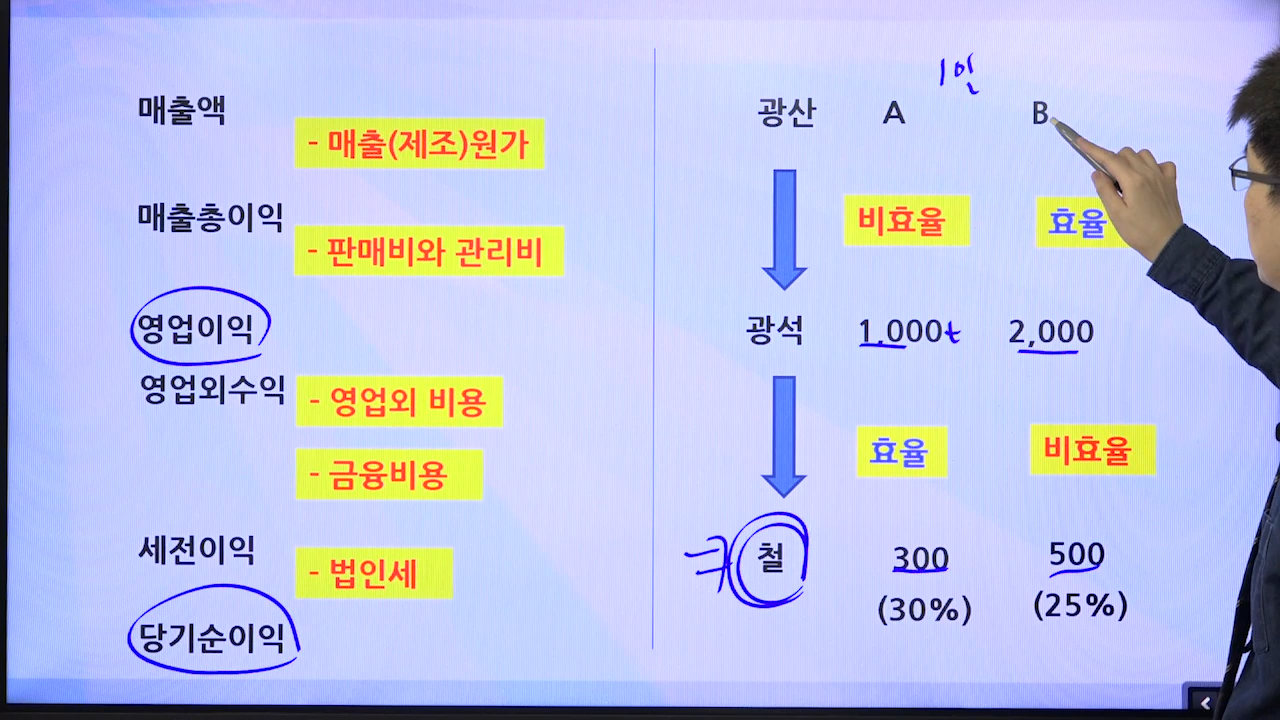 매출액
- 매출(제조)원가
매출총이익
- 판매비와 관리비
영업이익
영업외수익
- 영업외 비용
- 금융비용
세전이익
- 법인세
당기순이익
1인
광산 A B
비효율 효율
광석 1,000t 2,000
효율 비효율
철 300 500
(30%) (25%)